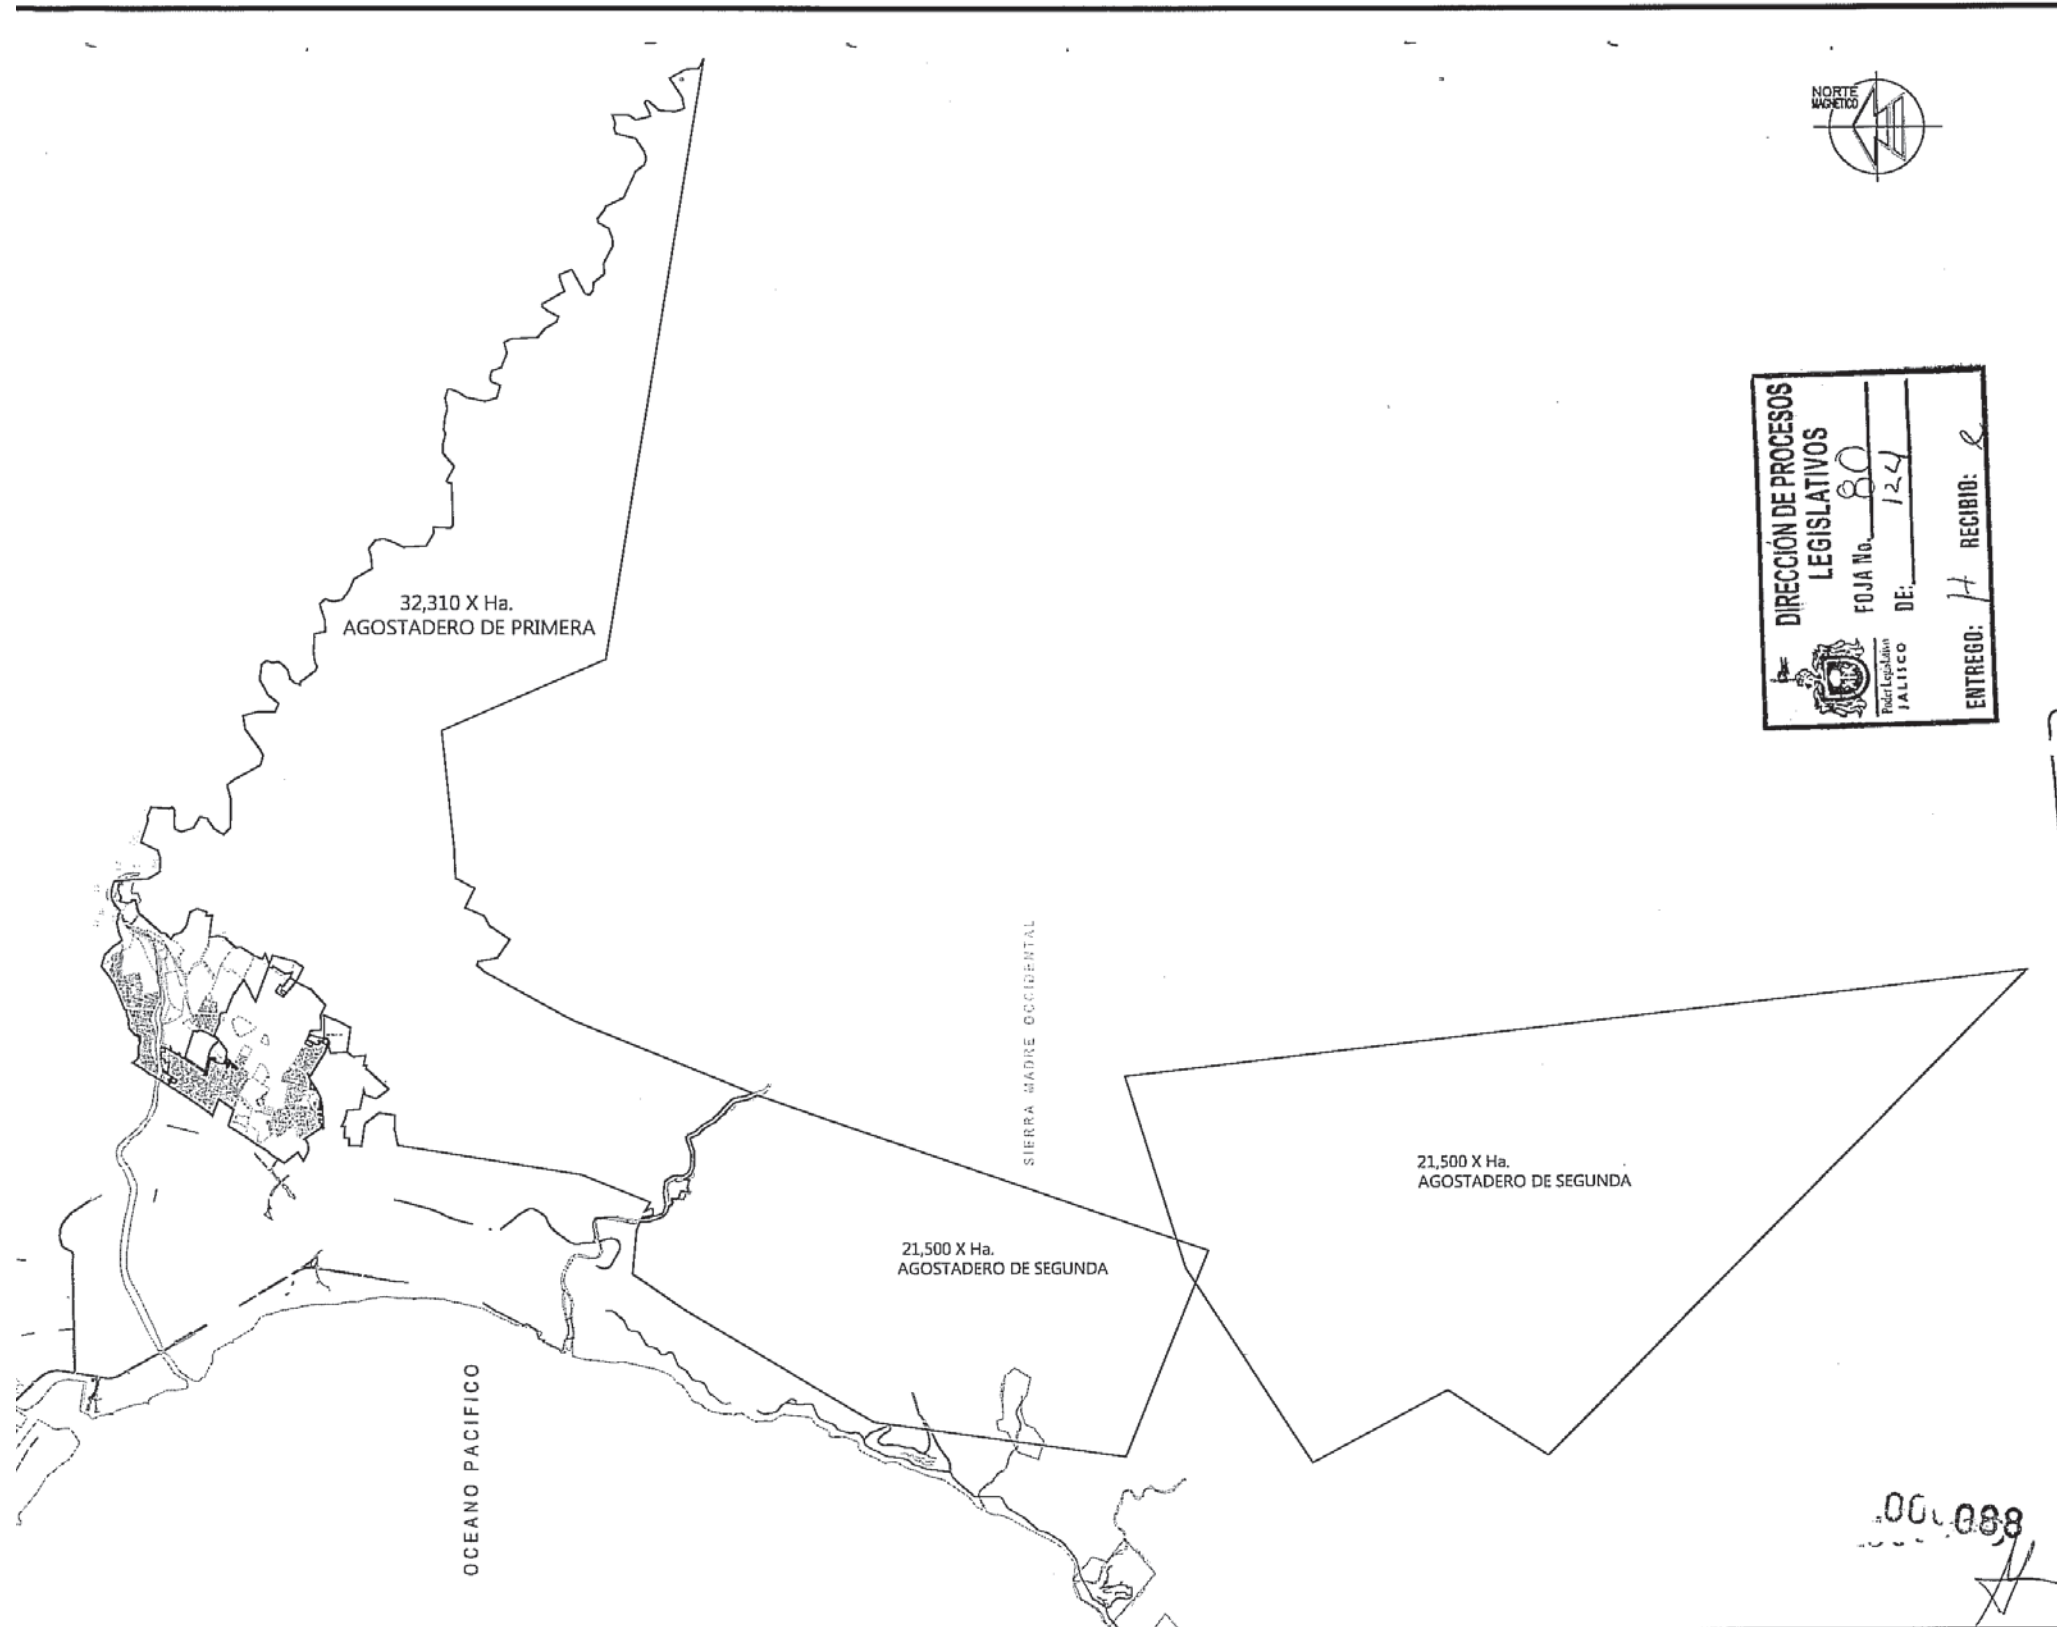 NORTE
MAGNETICO
32,310 X Ha.
AGOSTADERO DE PRIMERA
DIRECCIÓN DE PROCESOS
LEGISLATIVOS
FOJA No. 80
DE: 124
Poder Legislativo
JALISCO
ENTREGO: H RECIBIO:
SIERRA MADRE OCCIDENTAL
21,500 X Ha.
AGOSTADERO DE SEGUNDA
21,500 X Ha.
AGOSTADERO DE SEGUNDA
OCEANO PACIFICO
088